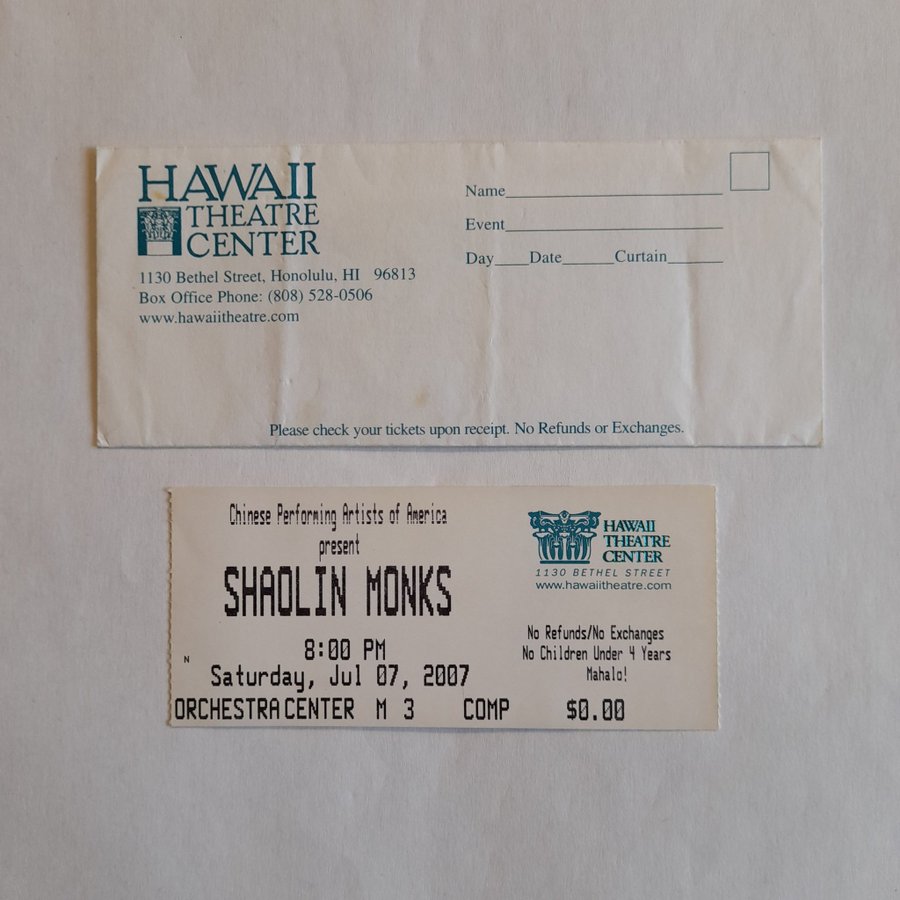 HAWAII
THEATRE
CENTER
1130 Bethel Street, Honolulu, HI 96813
Box Office Phone: (808) 528-0506
www.hawaiitheatre.com
Name
Event
Day Date Curtain
Please check your tickets upon receipt. No Refunds or Exchanges.
Chinese Performing Artists of America
present
SHAOLIN MONKS
8:00 PM
N
Saturday, Jul 07, 2007
ORCHESTRA CENTER M 3 COMP $0.00
HAWAII
THEATRE
CENTER
1130 BETHEL STREET
www.hawaiitheatre.com
No Refunds/No Exchanges
No Children Under 4 Years
Mahalo!